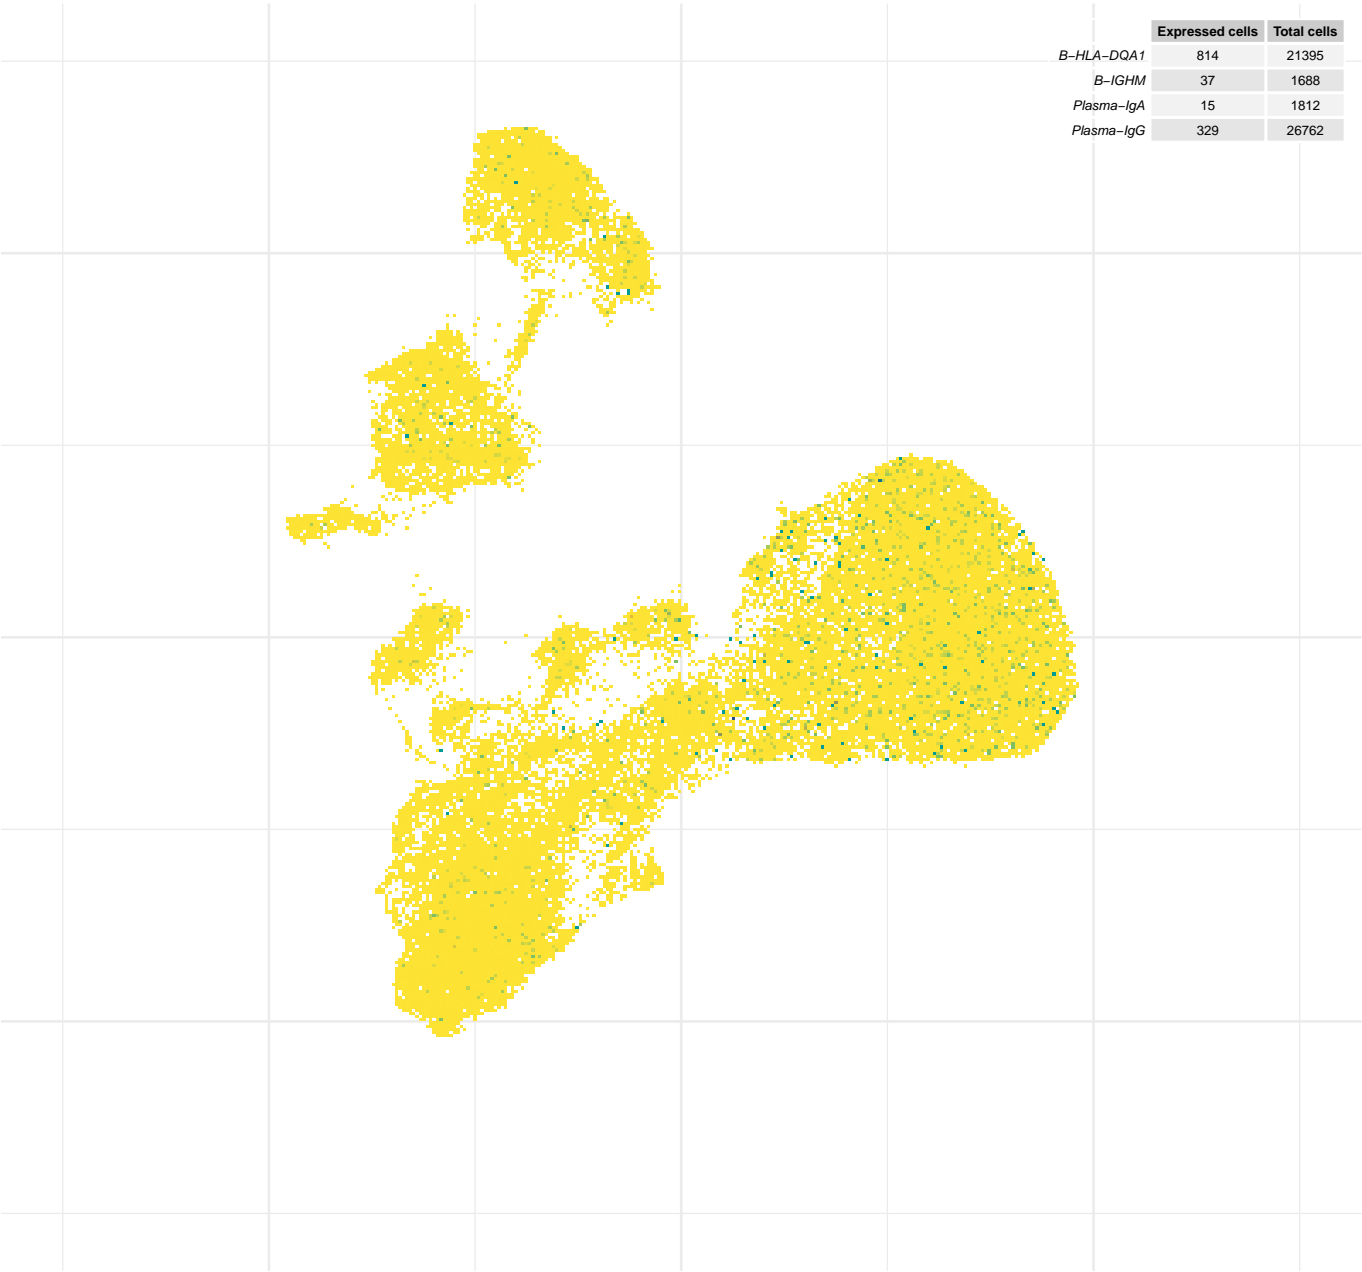 Expressed cells Total cells
B−HLA−DQA1 814 21395
B−IGHM 37 1688
Plasma−IgA 15 1812
Plasma−IgG 329 26762